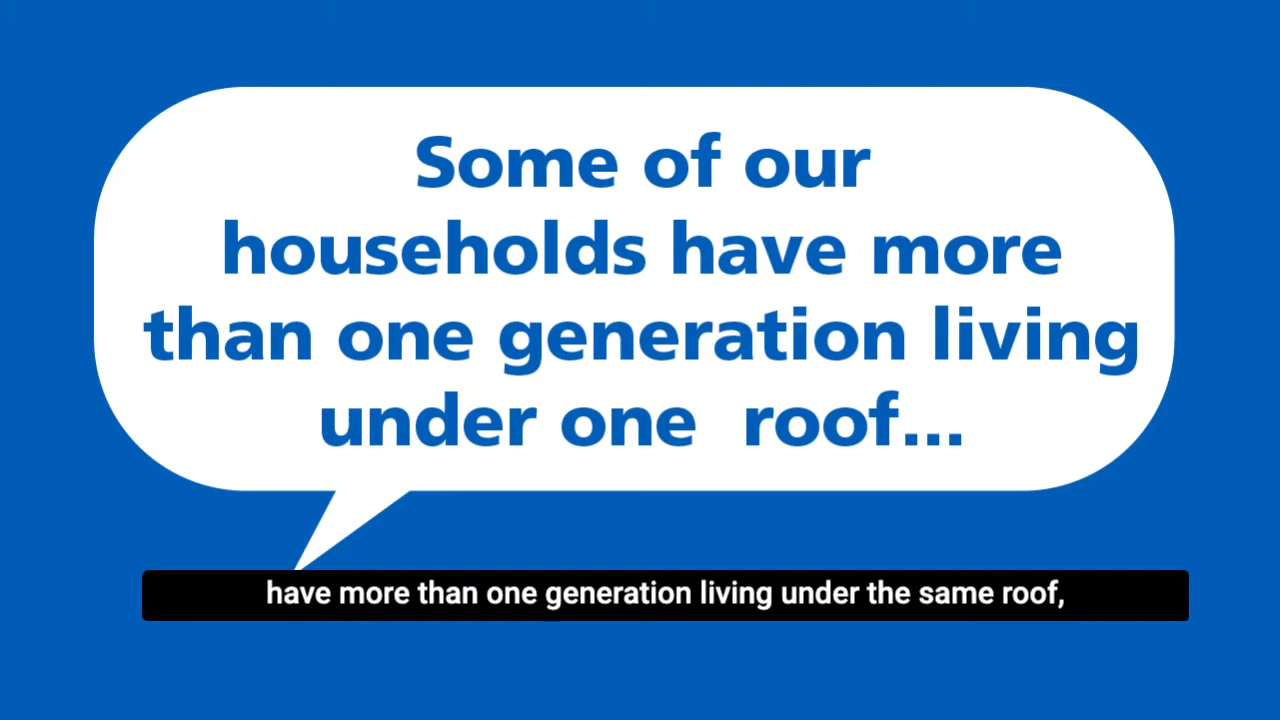 Some of our
households have more
than one generation living
under one  roof...
have more than one generation living under the same roof,